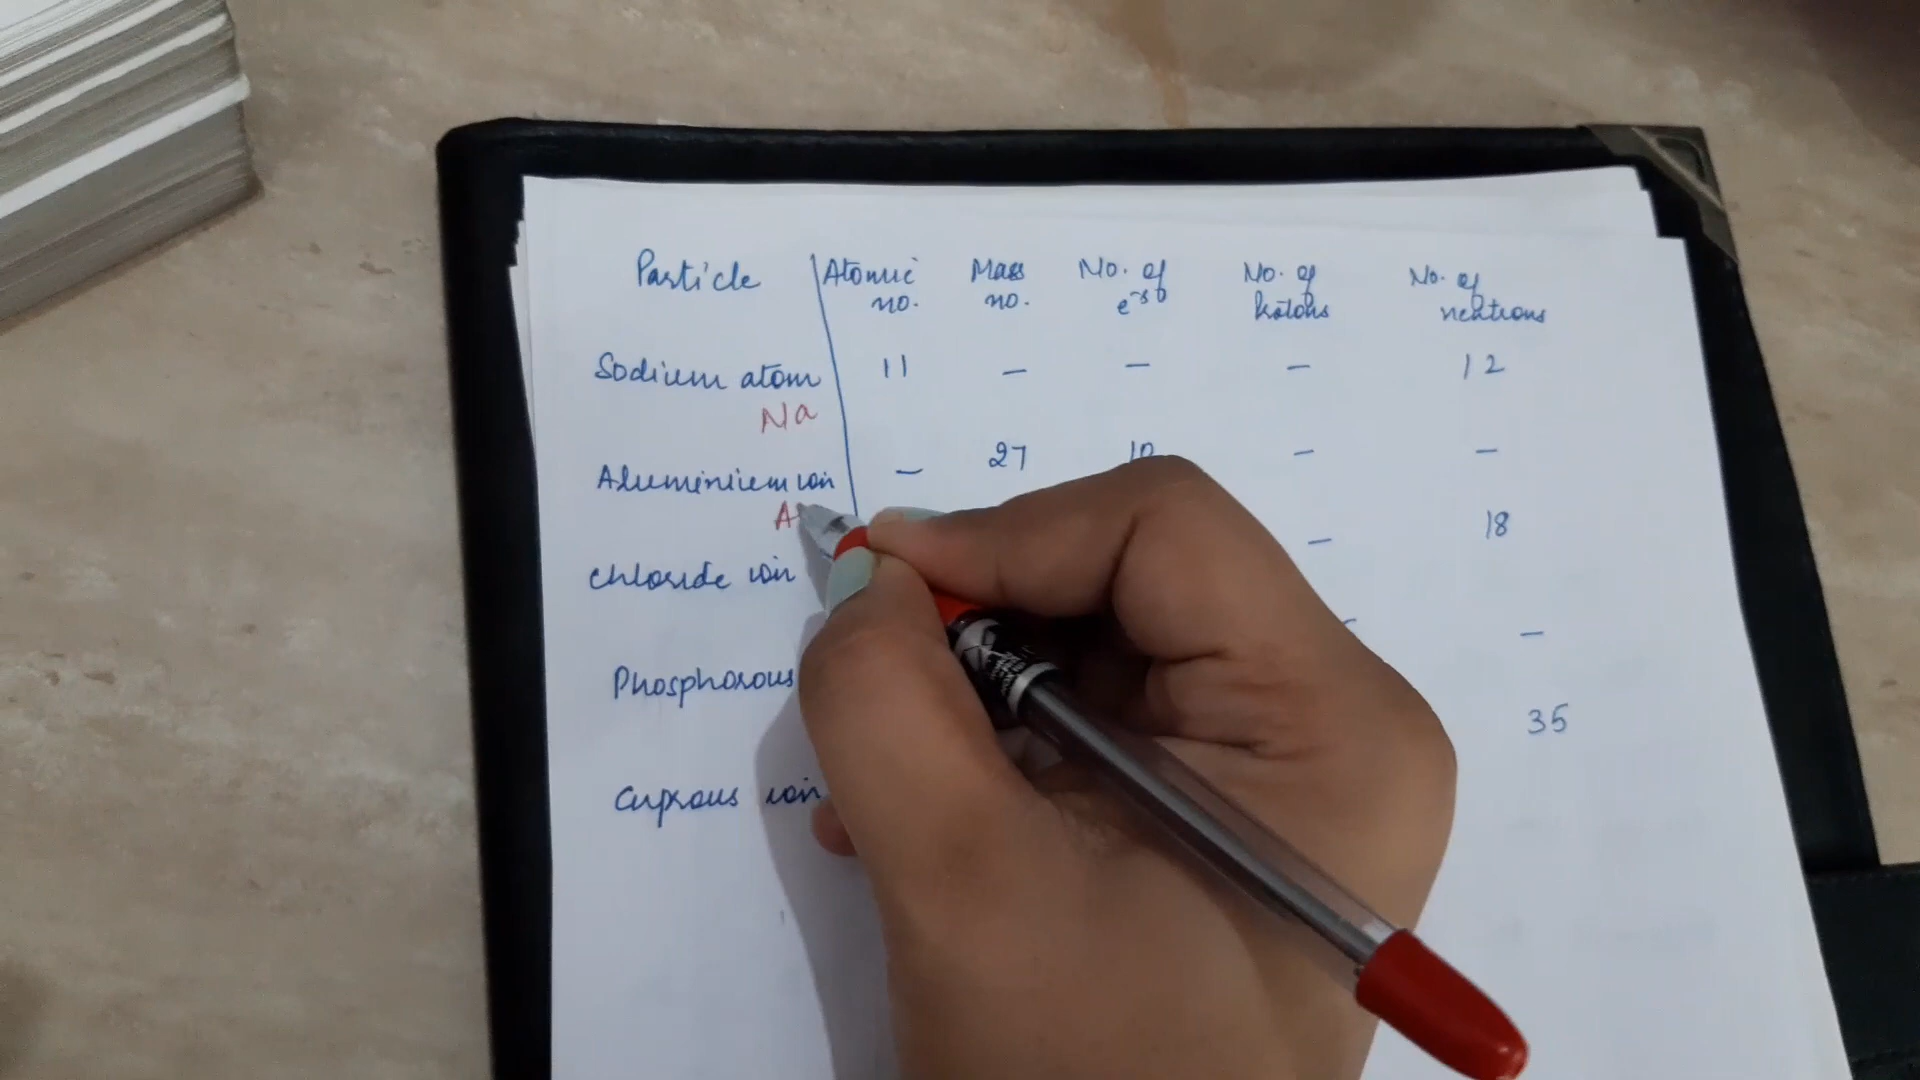 Particle Atomic no. Mass no. No. of e⁻s No. of protons No. of neutrons
Sodium atom 11 — — — 12
Na
Aluminium ion — 27 10 — —
A
Chloride ion — 18
Phosphorous —
35
Cuprous ion